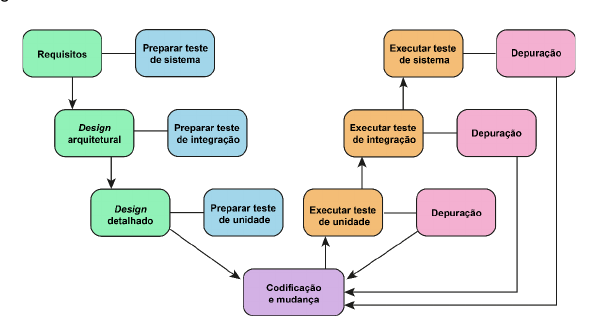 Requisitos
Preparar teste
de sistema
Executar teste
de sistema
Depuração
Design
arquitetural
Preparar teste
de integração
Executar teste
de integração
Depuração
Design
detalhado
Preparar teste
de unidade
Executar teste
de unidade
Depuração
Codificação
e mudança